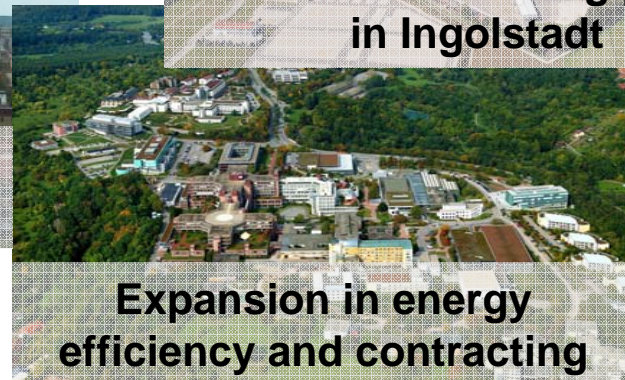 in Ingolstadt
Expansion in energy
efficiency and contracting